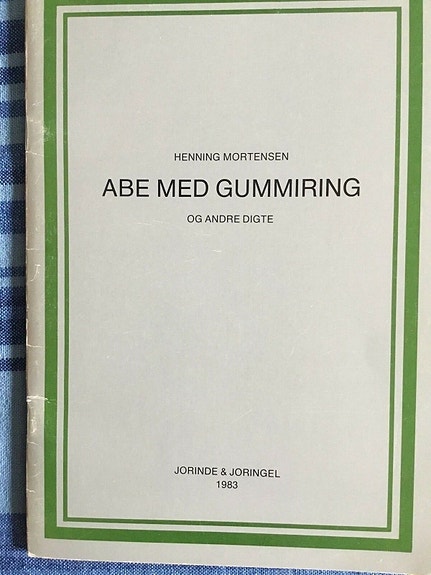 HENNING MORTENSEN
ABE MED GUMMIRING
OG ANDRE DIGTE
JORINDE & JORINGEL
1983